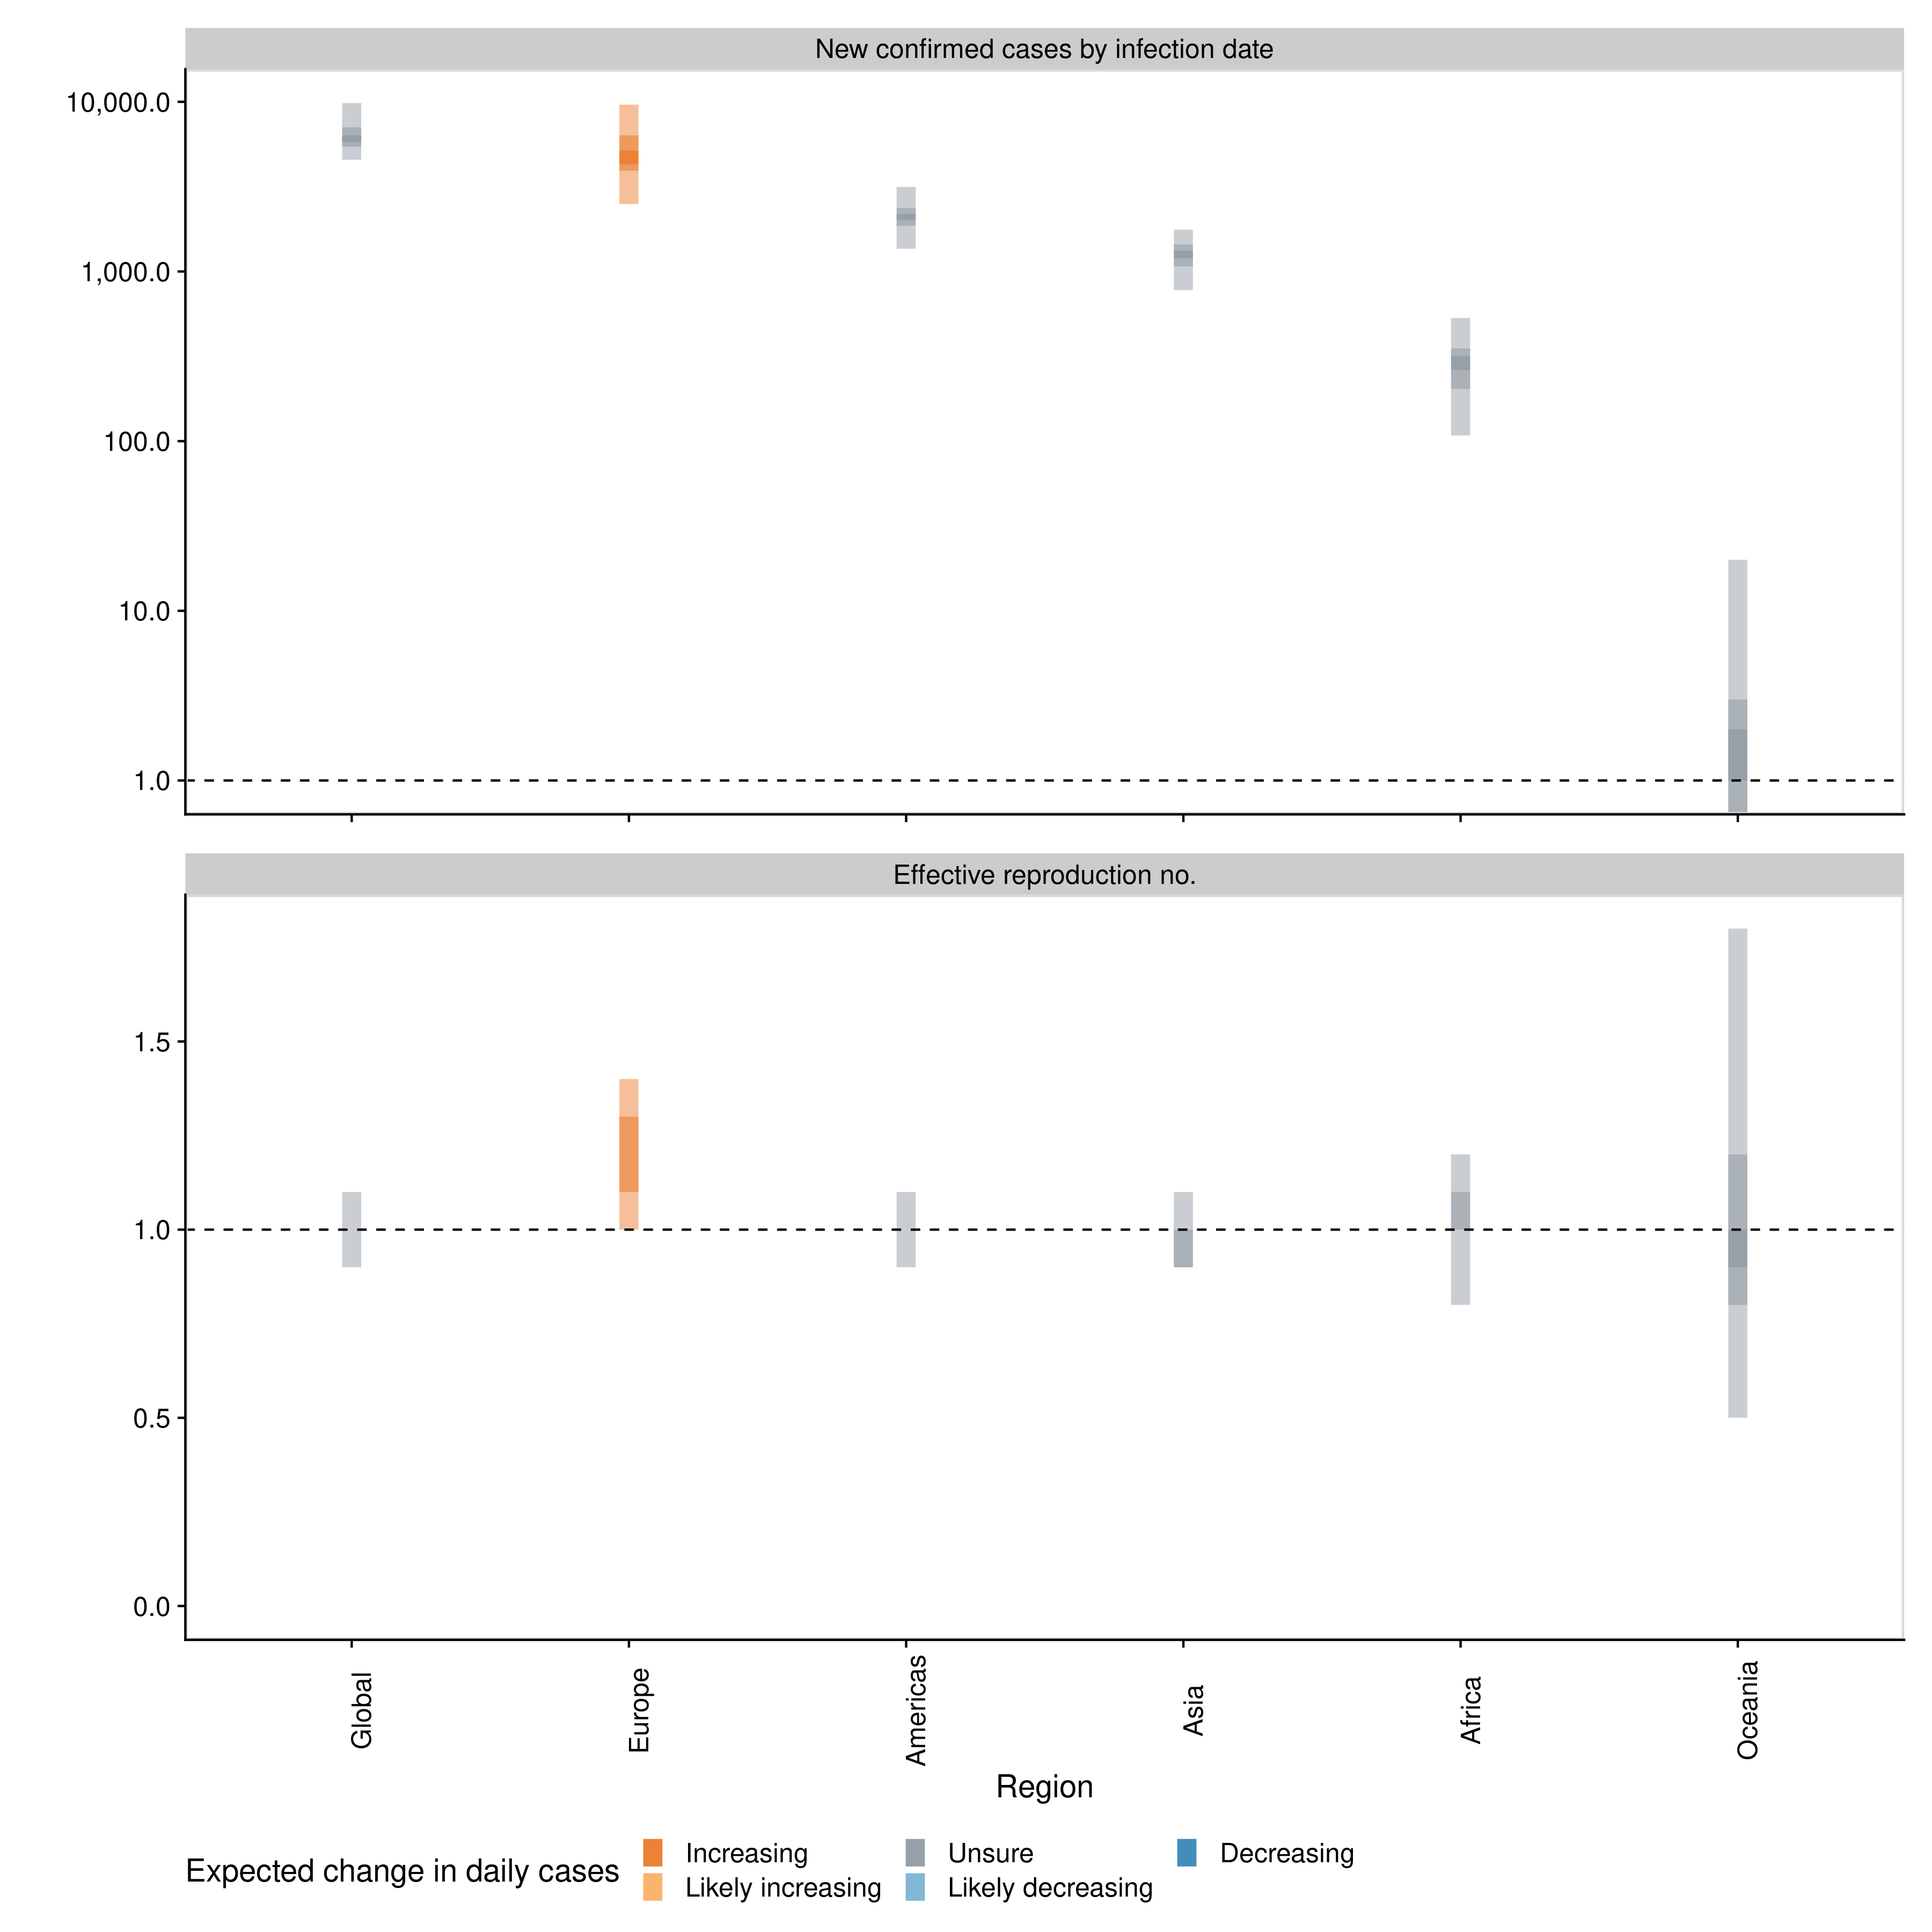 New confirmed cases by infection date
10,000.0
1,000.0
100.0
10.0
1.0
Effective reproduction no.
1.5
1.0
0.5
0.0
Global
Europe
Americas
Asia
Africa
Oceania
Region
Expected change in daily cases
Increasing
Unsure
Decreasing
Likely increasing
Likely decreasing